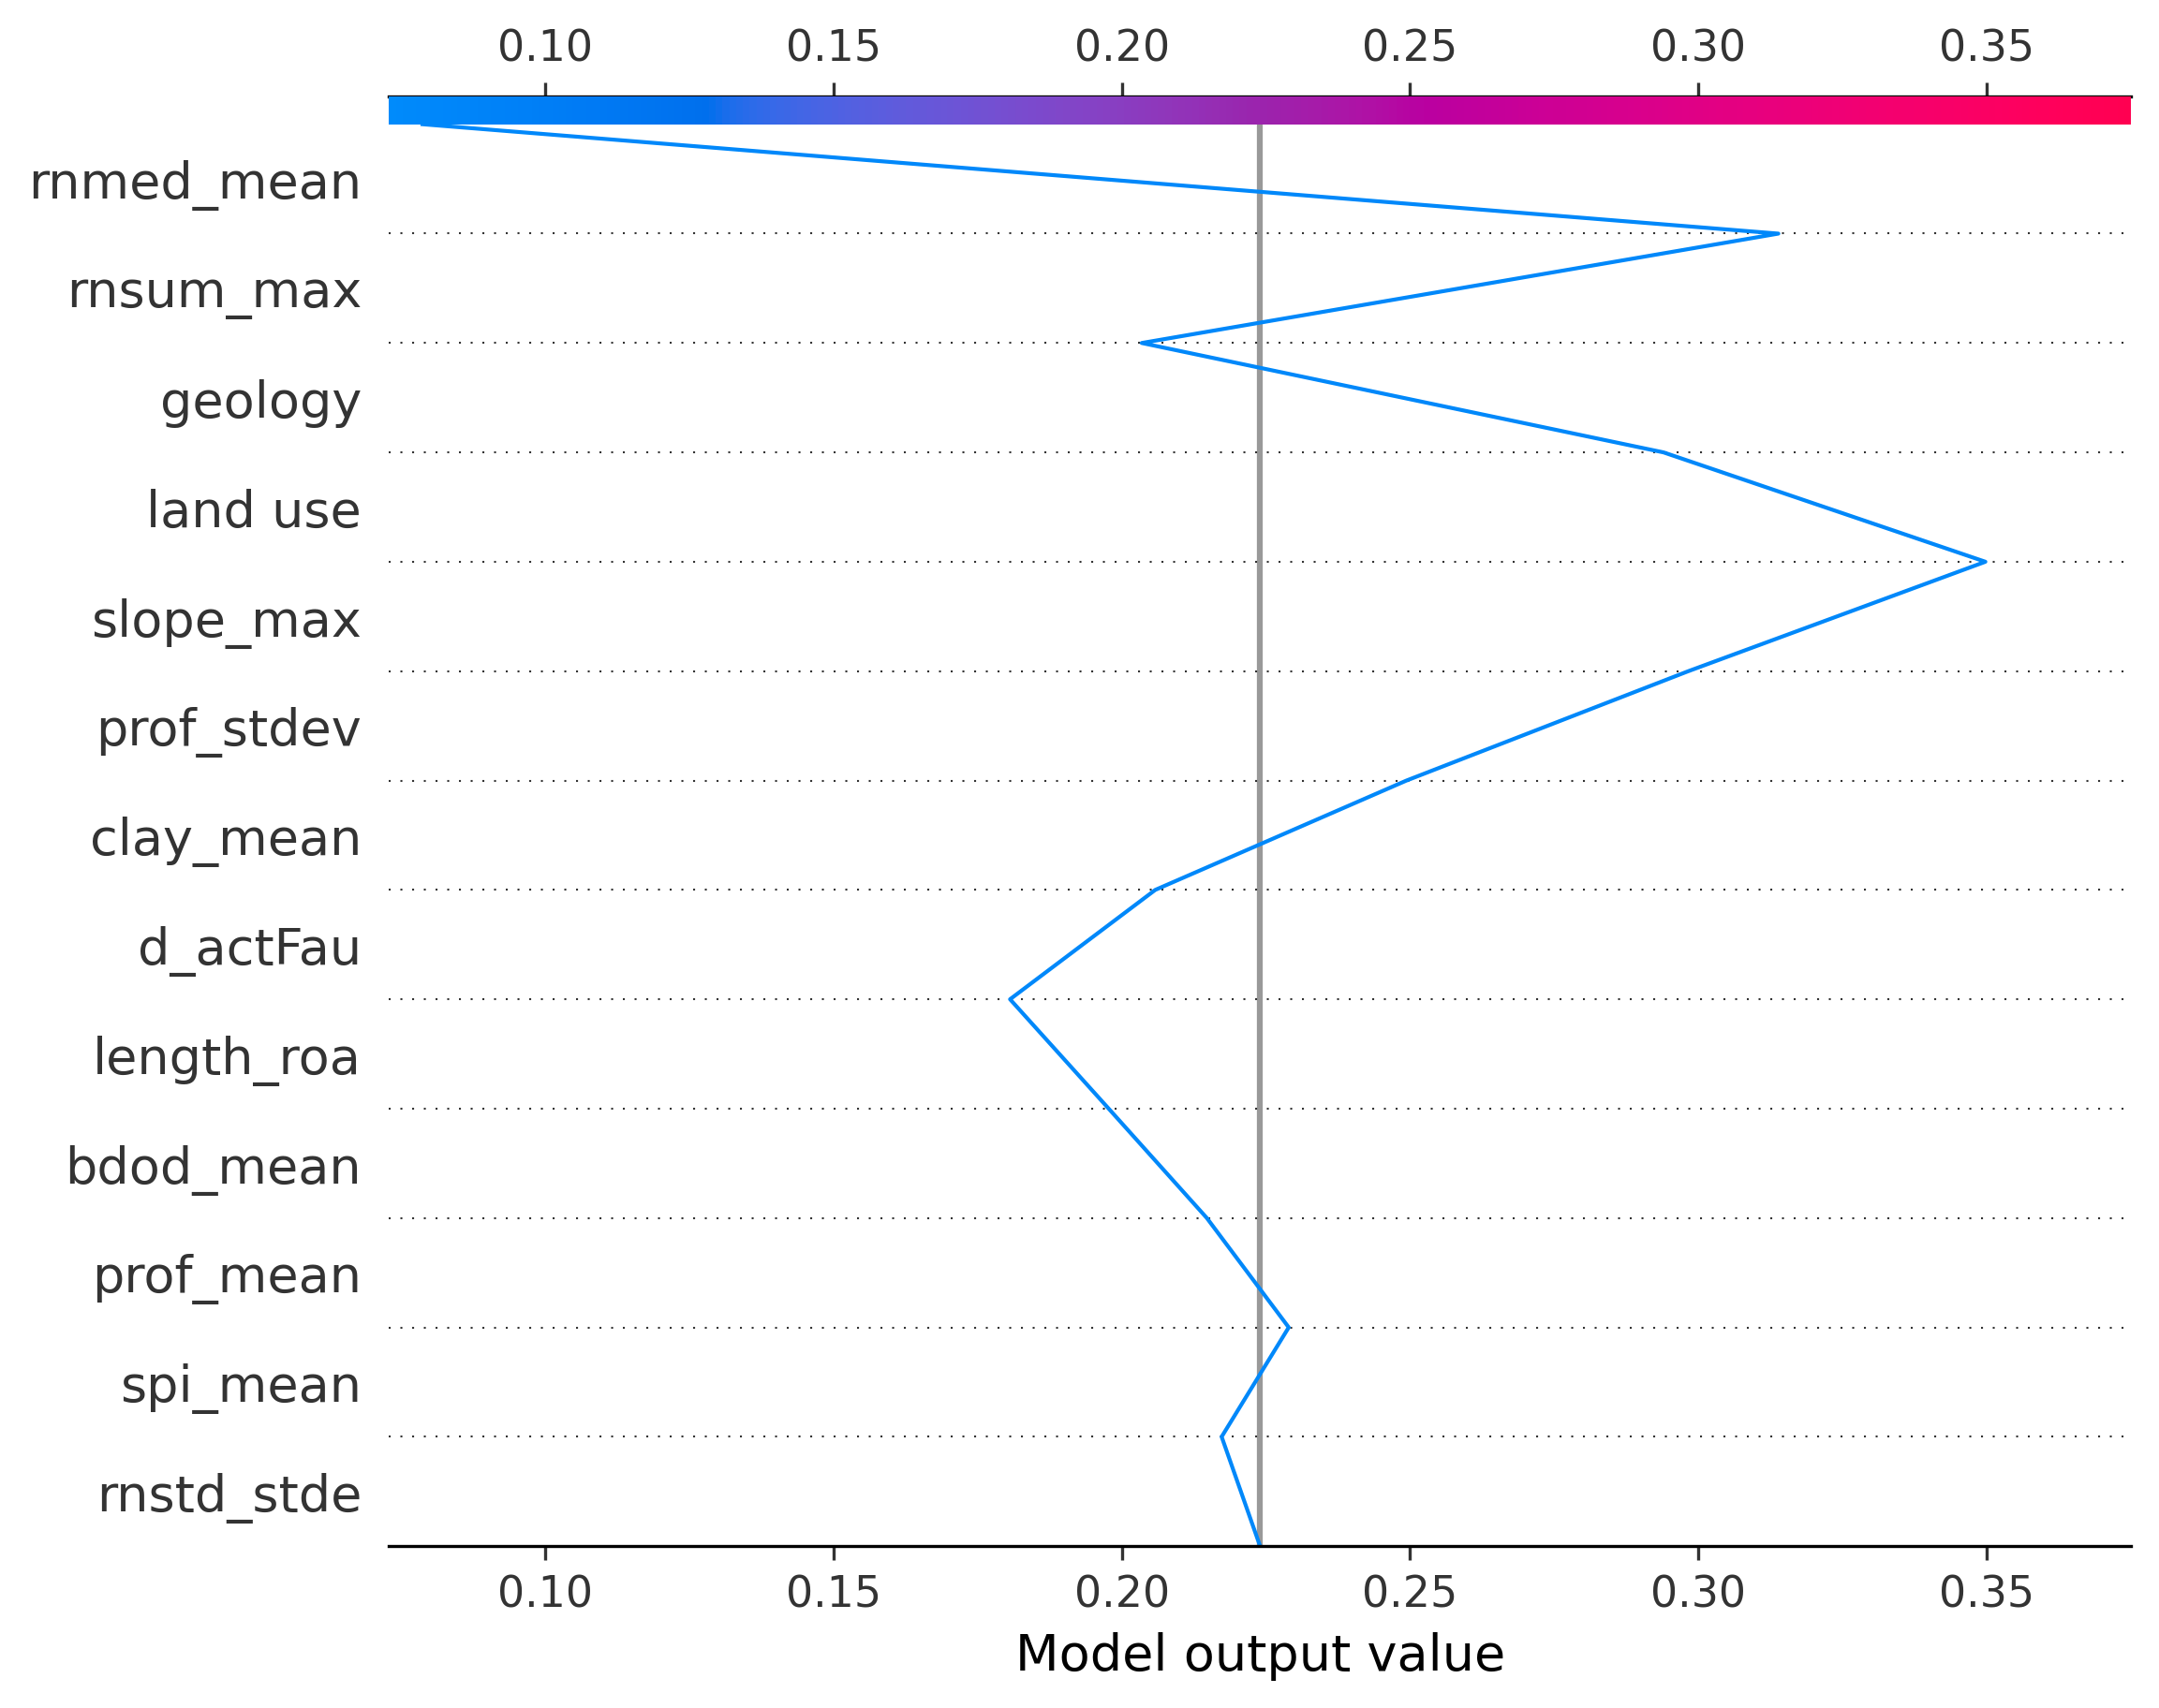 0.10 0.15 0.20 0.25 0.30 0.35
rnmed_mean
rnsum_max
geology
land use
slope_max
prof_stdev
clay_mean
d_actFau
length_roa
bdod_mean
prof_mean
spi_mean
rnstd_stde
0.10 0.15 0.20 0.25 0.30 0.35
Model output value